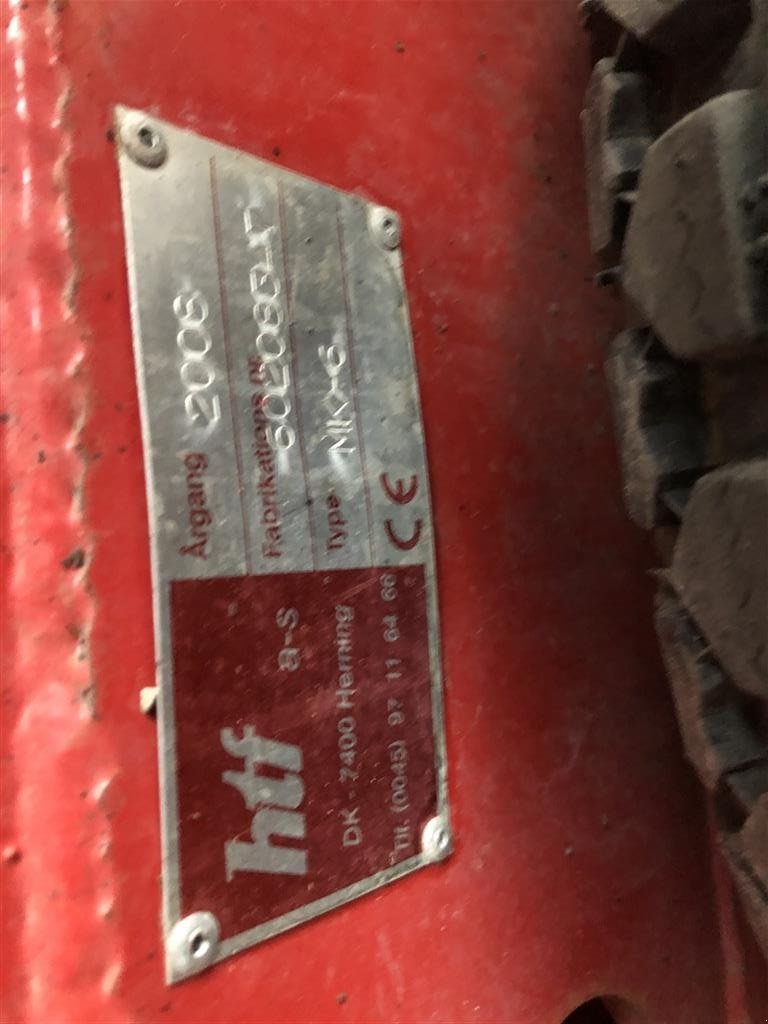 htf
a-s
DK - 7400 Herning
Tlf. (0045) 97 11 64 66
Årgang 2006
Fabrikations nr.
Type
CE